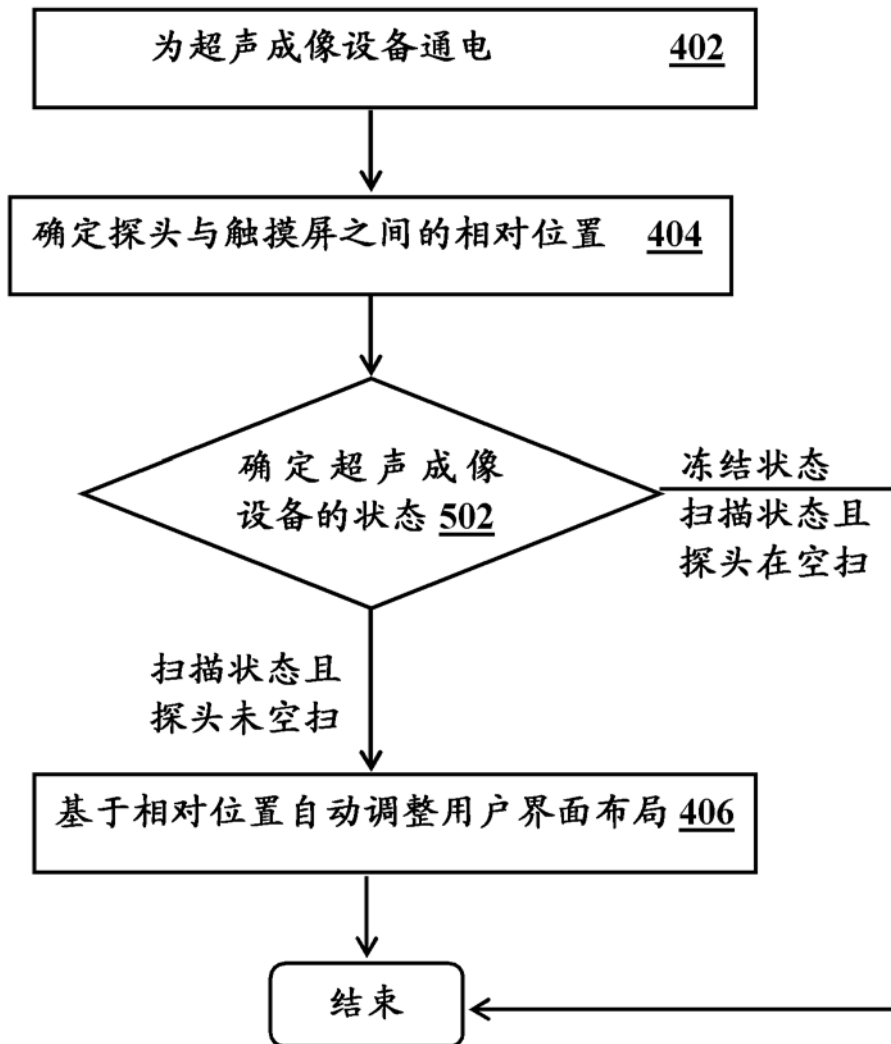 为超声成像设备通电 402
确定探头与触摸屏之间的相对位置 404
确定超声成像
设备的状态 502
冻结状态
扫描状态且
探头在空扫
扫描状态且
探头未空扫
基于相对位置自动调整用户界面布局 406
结束